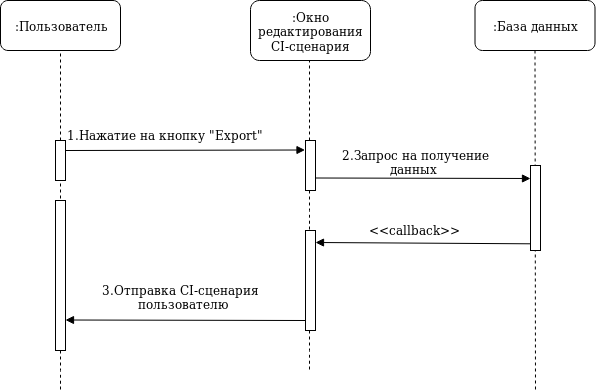 :Пользователь
:Окно
редактирования
CI-сценария
:База данных
1.Нажатие на кнопку "Export"
2.Запрос на получение
данных
<<callback>>
3.Отправка CI-сценария
пользователю